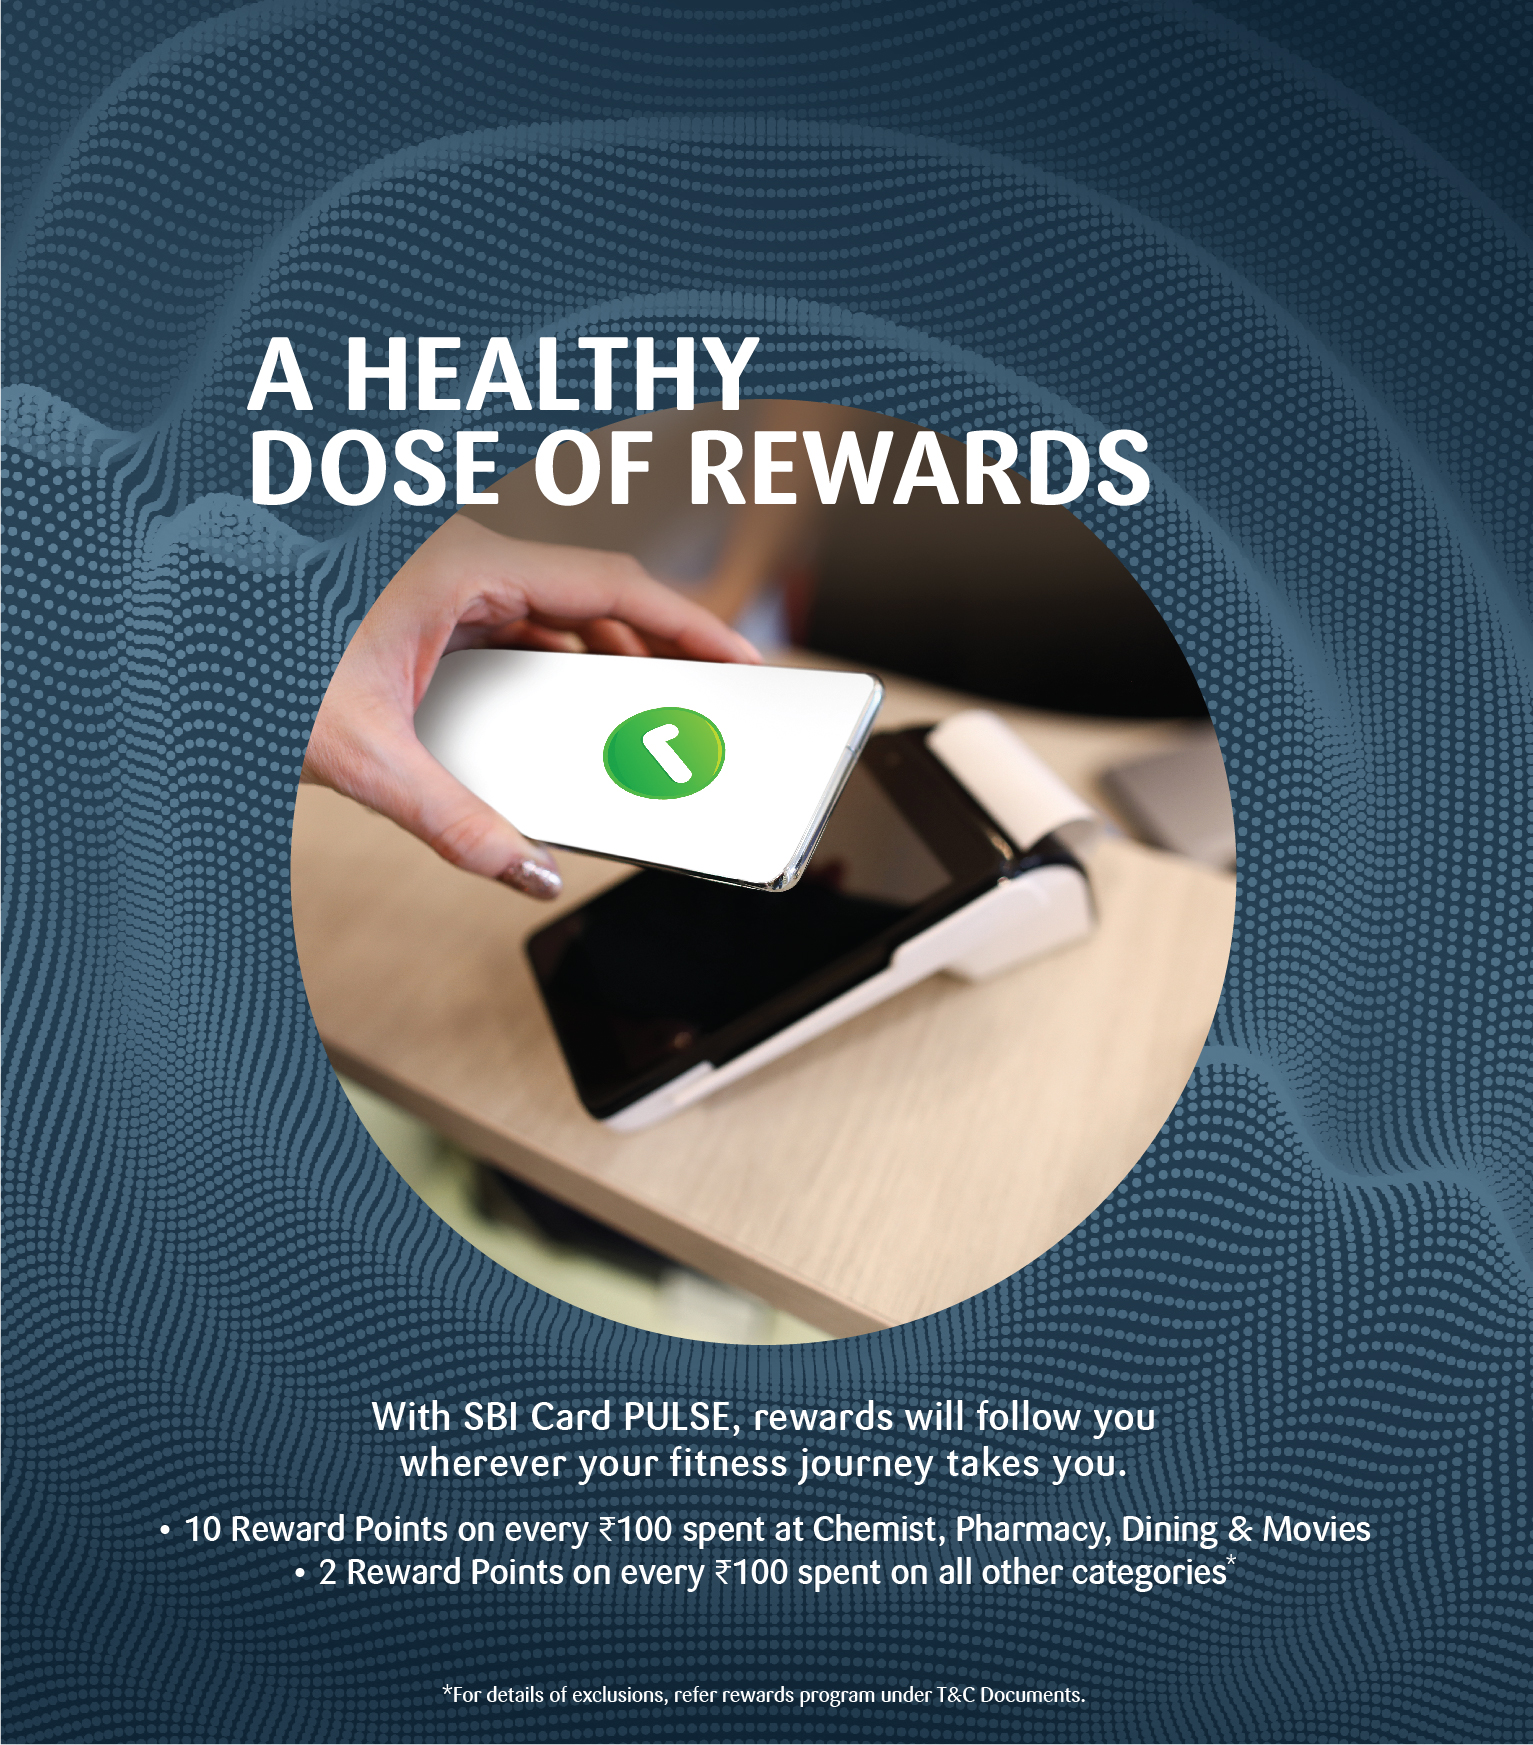 A HEALTHY
DOSE OF REWARDS
With SBI Card PULSE, rewards will follow you
wherever your fitness journey takes you.
• 10 Reward Points on every ₹100 spent at Chemist, Pharmacy, Dining & Movies
• 2 Reward Points on every ₹100 spent on all other categories*
*For details of exclusions, refer rewards program under T&C Documents.